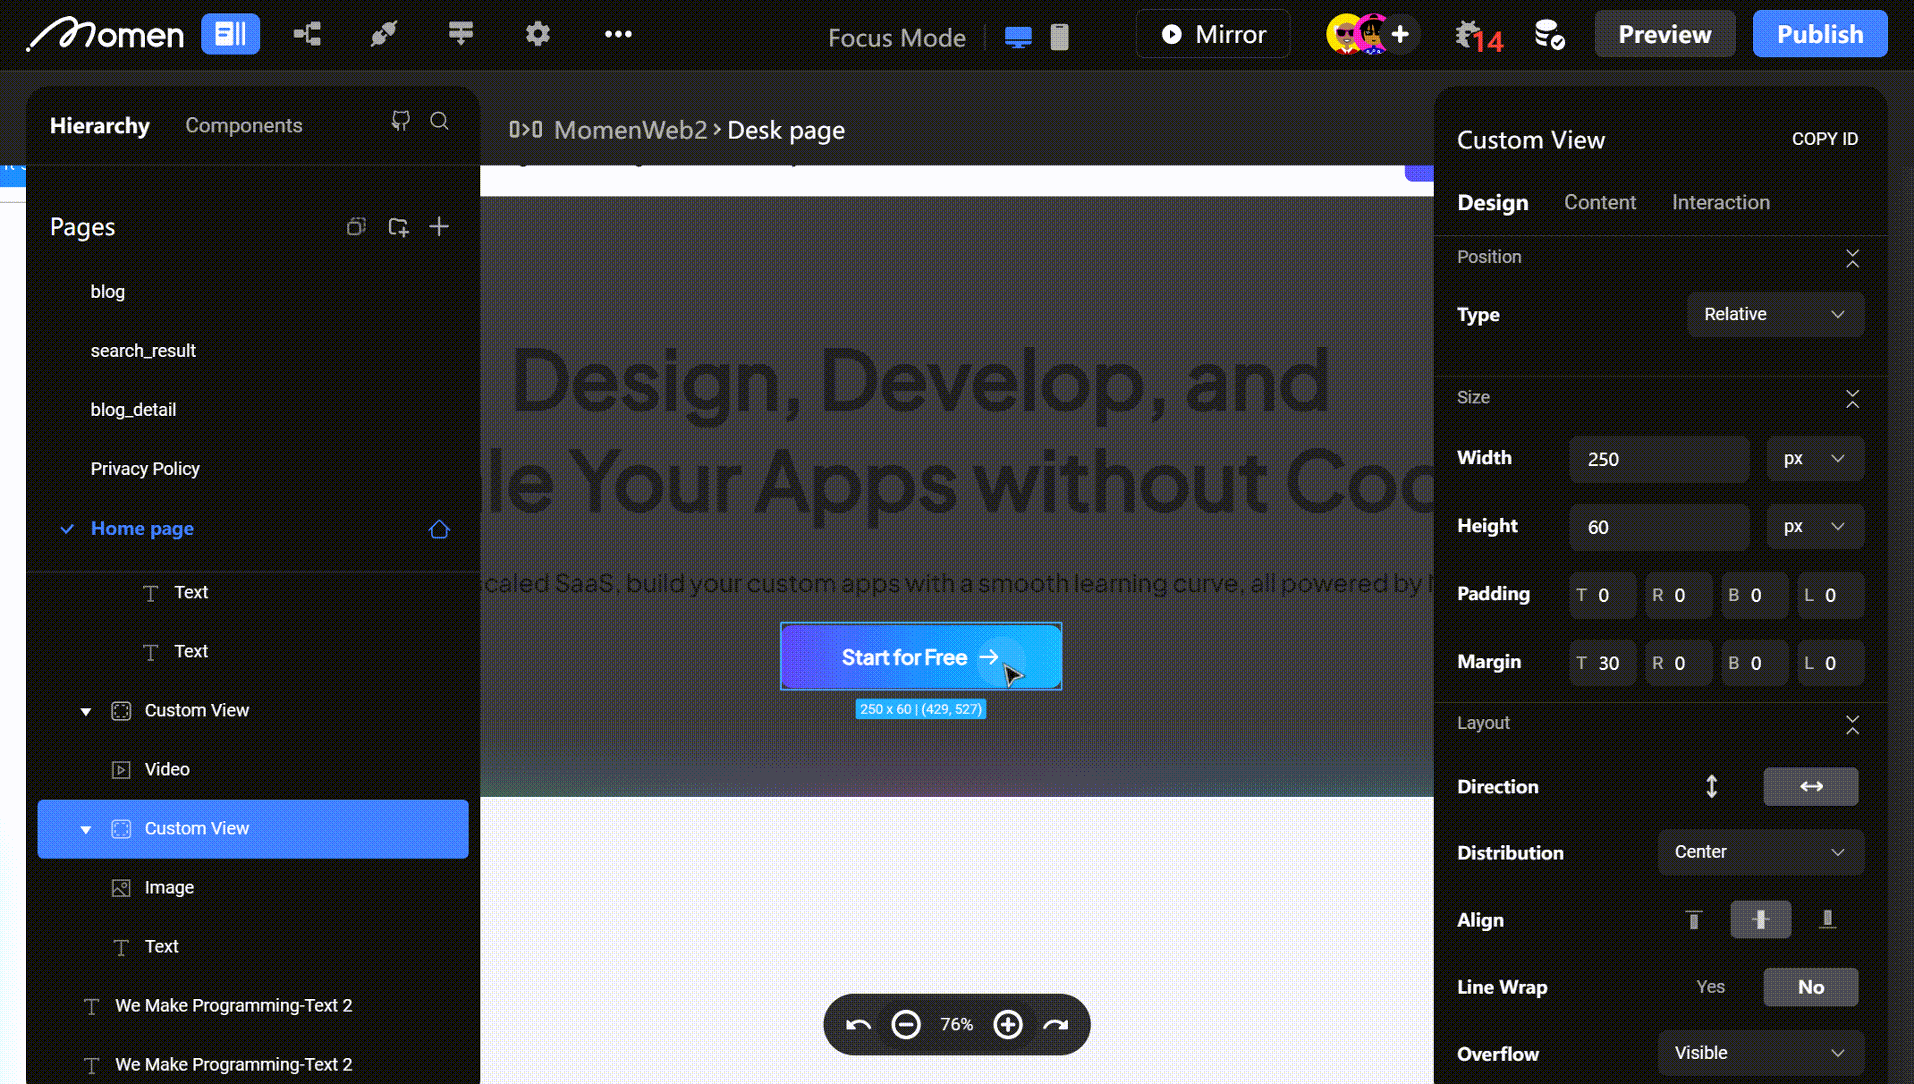 Momen
Focus Mode
Mirror
14
Preview
Publish
Hierarchy
Components
MomenWeb2 > Desk page
Pages
blog
search_result
blog_detail
Privacy Policy
Home page
Text
Text
Custom View
Video
Custom View
Image
Text
We Make Programming-Text 2
We Make Programming-Text 2
Design, Develop, and
le Your Apps without Coo
scaled SaaS, build your custom apps with a smooth learning curve, all powered by
Start for Free →
250 x 60 | (429, 527)
76%
Custom View
COPY ID
Design
Content
Interaction
Position
Type
Relative
Size
Width
250
px
Height
60
px
Padding
T 0
R 0
B 0
L 0
Margin
T 30
R 0
B 0
L 0
Layout
Direction
Distribution
Center
Align
Line Wrap
Yes
No
Overflow
Visible